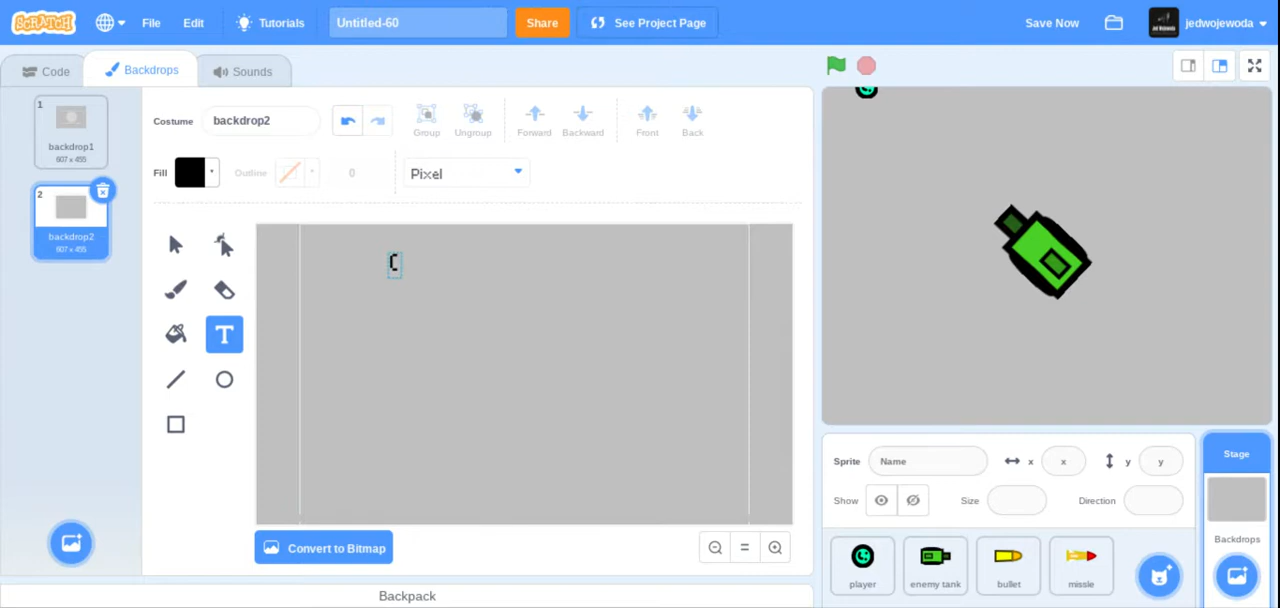 SCRATCH File Edit Tutorials Untitled-60 Share See Project Page Save Now jedwojewoda
Code Backdrops Sounds
1
backdrop1
607 x 455
2
backdrop2
607 x 455
Costume backdrop2 Group Ungroup Forward Backward Front Back
Fill Outline 0 Pixel
T
C
Convert to Bitmap
Backpack
Sprite Name x x y y
Show Size Direction
player enemy tank bullet missle
Stage
Backdrops